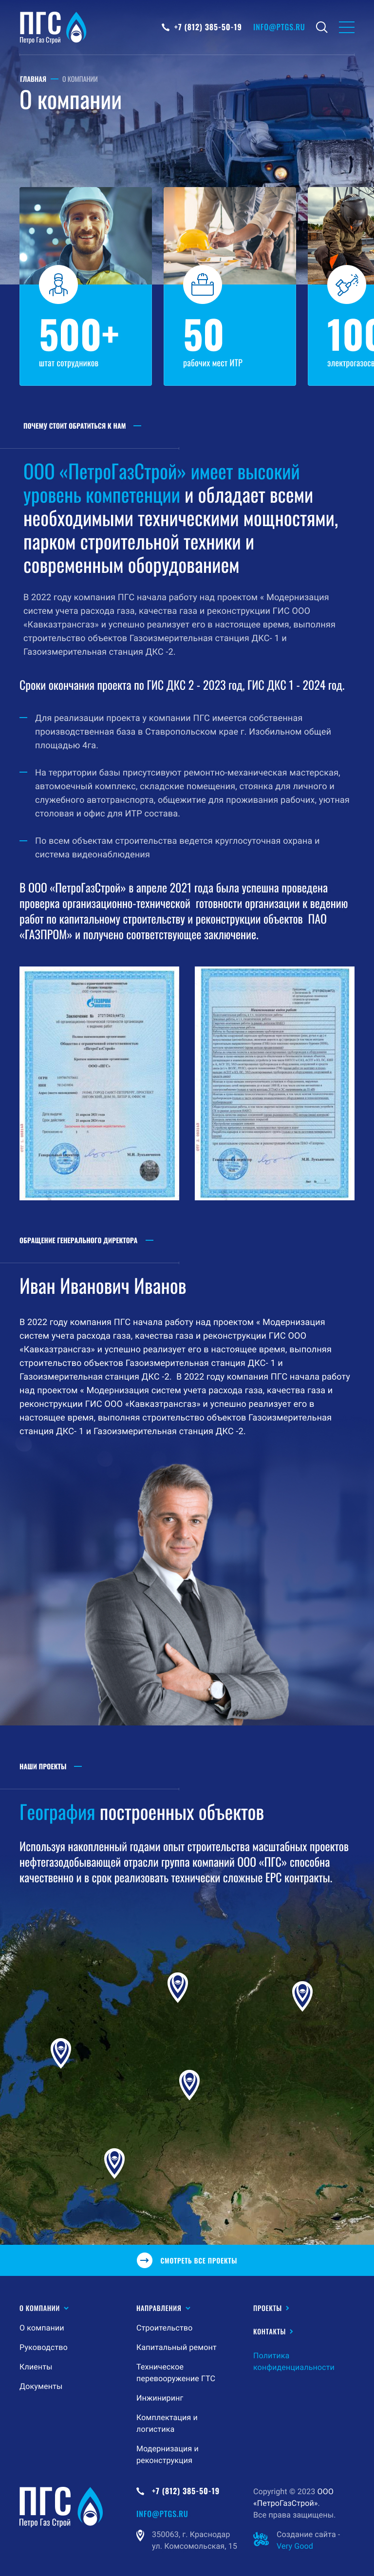 ПГС
Петро Газ Строй
+7 (812) 385-50-19
INFO@PTGS.RU
ГЛАВНАЯ — О КОМПАНИИ
О компании
500+
штат сотрудников
50
рабочих мест ИТР
100
электрогазосв
ПОЧЕМУ СТОИТ ОБРАТИТЬСЯ К НАМ
ООО «ПетроГазСтрой» имеет высокий
уровень компетенции и обладает всеми
необходимыми техническими мощностями,
парком строительной техники и
современным оборудованием
В 2022 году компания ПГС начала работу над проектом « Модернизация
систем учета расхода газа, качества газа и реконструкции ГИС ООО
«Кавказтрансгаз» и успешно реализует его в настоящее время, выполняя
строительство объектов Газоизмерительная станция ДКС- 1 и
Газоизмерительная станция ДКС -2.
Сроки окончания проекта по ГИС ДКС 2 - 2023 год, ГИС ДКС 1 - 2024 год.
Для реализации проекта у компании ПГС имеется собственная
производственная база в Ставропольском крае г. Изобильном общей
площадью 4га.
На территории базы присутсивуют ремонтно-механическая мастерская,
автомоечный комплекс, складские помещения, стоянка для личного и
служебного автотранспорта, общежитие для проживания рабочих, уютная
столовая и офис для ИТР состава.
По всем объектам строительства ведется круглосуточная охрана и
система видеонаблюдения
В ООО «ПетроГазСтрой» в апреле 2021 года была успешна проведена
проверка организационно-технической готовности организации к ведению
работ по капитальному строительству и реконструкции объектов ПАО
«ГАЗПРОМ» и получено соответствующее заключение.
ГАЗПРОМ
ОБРАЩЕНИЕ ГЕНЕРАЛЬНОГО ДИРЕКТОРА
Иван Иванович Иванов
В 2022 году компания ПГС начала работу над проектом « Модернизация
систем учета расхода газа, качества газа и реконструкции ГИС ООО
«Кавказтрансгаз» и успешно реализует его в настоящее время, выполняя
строительство объектов Газоизмерительная станция ДКС- 1 и
Газоизмерительная станция ДКС -2. В 2022 году компания ПГС начала работу
над проектом « Модернизация систем учета расхода газа, качества газа и
реконструкции ГИС ООО «Кавказтрансгаз» и успешно реализует его в
настоящее время, выполняя строительство объектов Газоизмерительная
станция ДКС- 1 и Газоизмерительная станция ДКС -2.
НАШИ ПРОЕКТЫ
География построенных объектов
Используя накопленный годами опыт строительства масштабных проектов
нефтегазодобывающей отрасли группа компаний ООО «ПГС» способна
качественно и в срок реализовать технически сложные EPC контракты.
СМОТРЕТЬ ВСЕ ПРОЕКТЫ
О КОМПАНИИ
О компании
Руководство
Клиенты
Документы
НАПРАВЛЕНИЯ
Строительство
Капитальный ремонт
Техническое
перевооружение ГТС
Инжиниринг
Комплектация и
логистика
Модернизация и
реконструкция
ПРОЕКТЫ
КОНТАКТЫ
Политика
конфиденциальности
ПГС
Петро Газ Строй
+7 (812) 385-50-19
INFO@PTGS.RU
350063, г. Краснодар
ул. Комсомольская, 15
Copyright © 2023 ООО
«ПетроГазСтрой».
Все права защищены.
Создание сайта -
Very Good